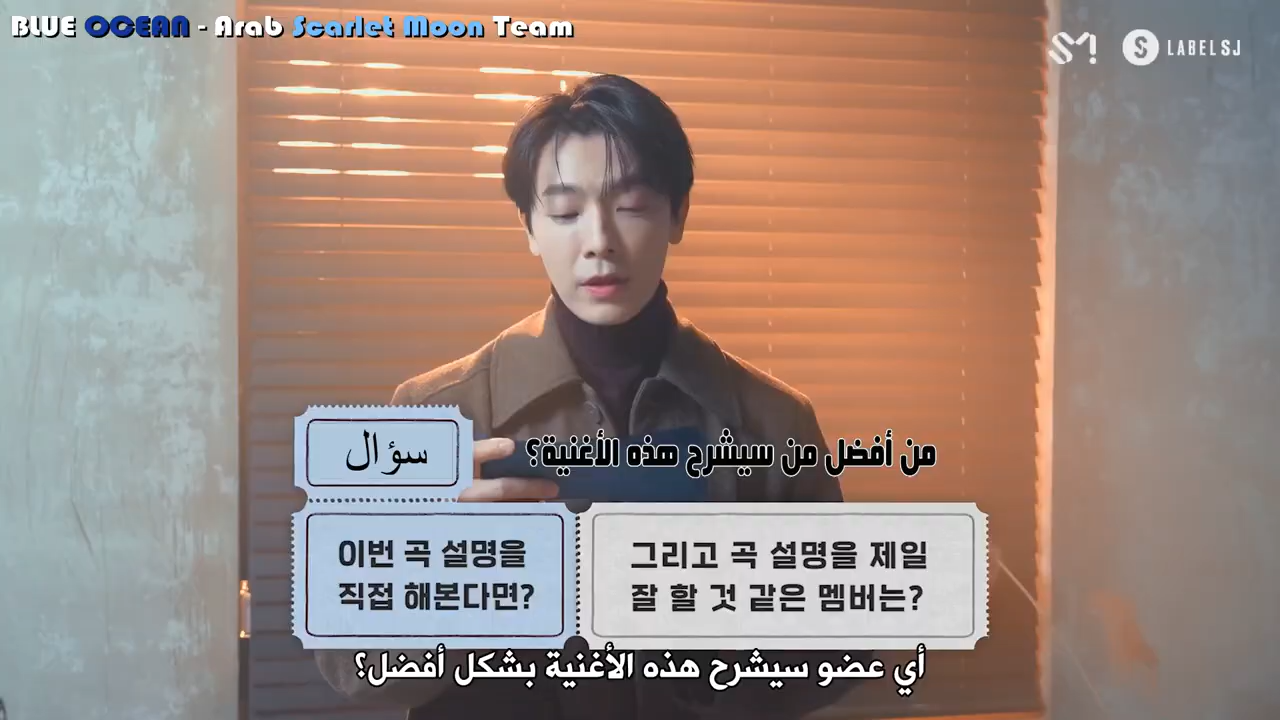 BLUE OCEAN - Arab Scarlet Moon Team
SM!
S LABELSJ
سؤال
من أفضل من سيشرح هذه الأغنية؟
이번 곡 설명을
직접 해본다면?
그리고 곡 설명을 제일
잘 할 것 같은 멤버는?
أي عضو سيشرح هذه الأغنية بشكل أفضل؟